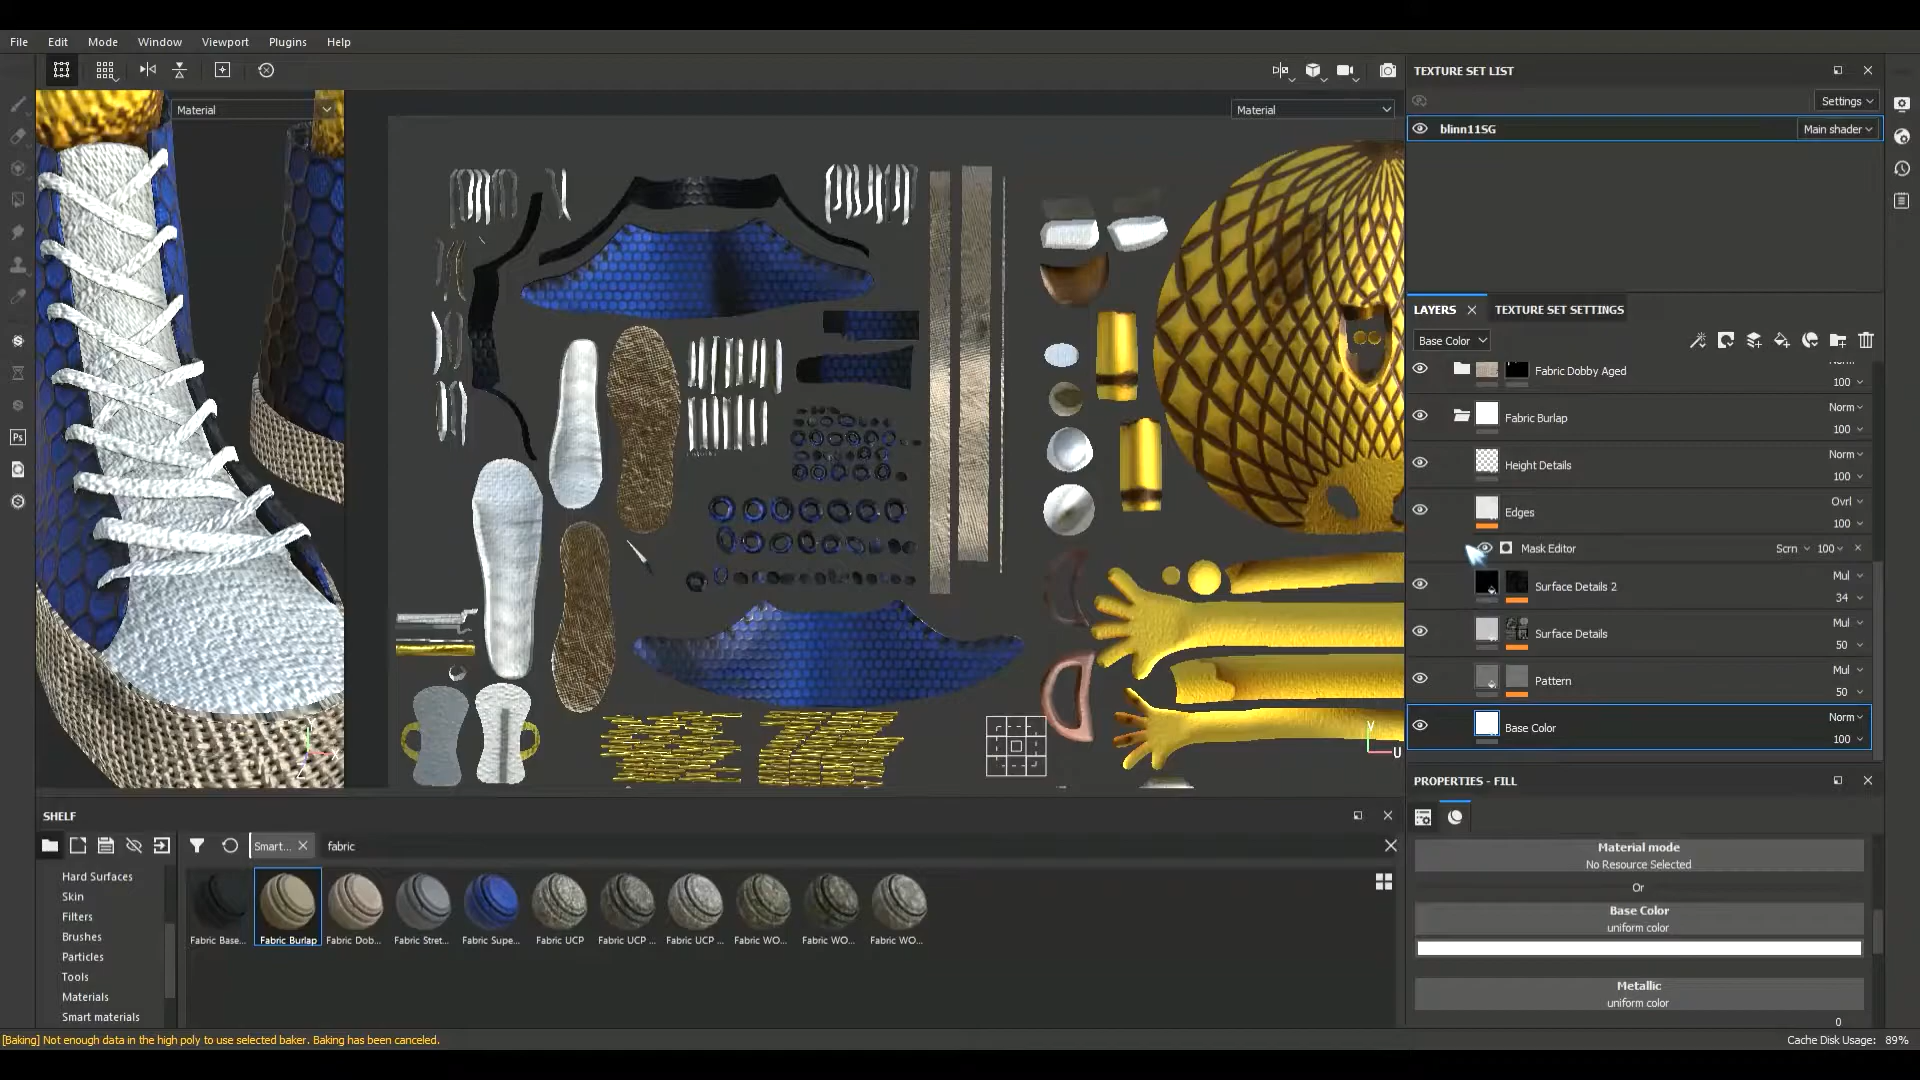 File Edit Mode Window Viewport Plugins Help
Material
Material
TEXTURE SET LIST
Settings
blinn11SG
Main shader
LAYERS
TEXTURE SET SETTINGS
Base Color
Fabric Dobby Aged
100
Fabric Burlap
Norm
100
Height Details
Norm
100
Edges
Ovrl
100
Mask Editor
Scrn
100
Surface Details 2
Mul
34
Surface Details
Mul
50
Pattern
Mul
50
Base Color
Norm
100
V
U
Y
Z
PROPERTIES - FILL
Material mode
No Resource Selected
Or
Base Color
uniform color
Metallic
uniform color
0
SHELF
Smart...
fabric
Hard Surfaces
Skin
Filters
Brushes
Particles
Tools
Materials
Smart materials
Fabric Base...
Fabric Burlap
Fabric Dob...
Fabric Stret...
Fabric Supe...
Fabric UCP
Fabric UCP ...
Fabric UCP ...
Fabric WO...
Fabric WO...
Fabric WO...
Ps
[Baking] Not enough data in the high poly to use selected baker. Baking has been canceled.
Cache Disk Usage: 89%